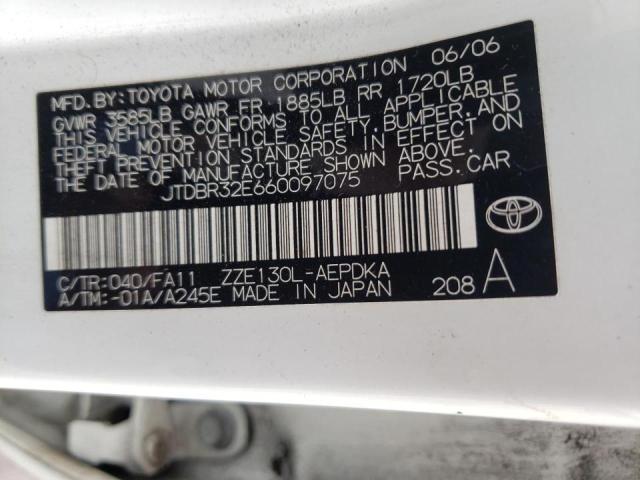 MFD.BY:TOYOTA MOTOR CORPORATION 06/06
GVWR 3585LB GAWR FR 1885LB RR 1720LB
THIS VEHICLE CONFORMS TO ALL APPLICABLE
FEDERAL MOTOR VEHICLE SAFETY,BUMPER,AND
THEFT PREVENTION STANDARDS IN EFFECT ON
THE DATE OF MANUFACTURE SHOWN ABOVE.
JTDBR32E660097075 PASS.CAR
C/TR:040/FA11 ZZE130L-AEPDKA
A/TM:-01A/A245E MADE IN JAPAN 208 A